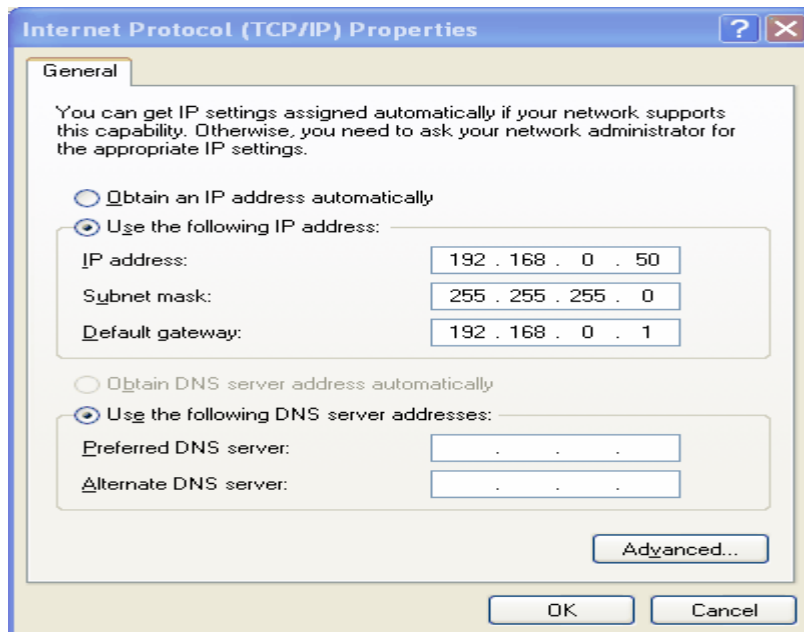 Internet Protocol (TCP/IP) Properties
General
You can get IP settings assigned automatically if your network supports
this capability. Otherwise, you need to ask your network administrator for
the appropriate IP settings.
Obtain an IP address automatically
Use the following IP address:
IP address: 192 . 168 . 0 . 50
Subnet mask: 255 . 255 . 255 . 0
Default gateway: 192 . 168 . 0 . 1
Obtain DNS server address automatically
Use the following DNS server addresses:
Preferred DNS server: . . .
Alternate DNS server: . . .
Advanced...
OK Cancel